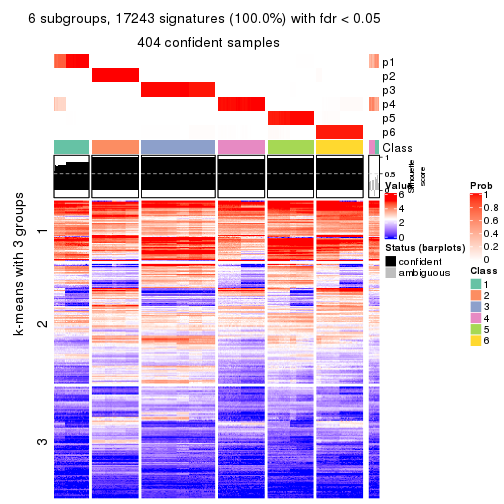 6 subgroups, 17243 signatures (100.0%) with fdr < 0.05
404 confident samples
p1
p2
p3
p4
p5
p6
Class
1
0.5
0
Silhouette
score
k-means with 3 groups
1
2
3
Value
6
4
2
0
Status (barplots)
confident
ambiguous
Prob
1
0.8
0.6
0.4
0.2
0
Class
1
2
3
4
5
6